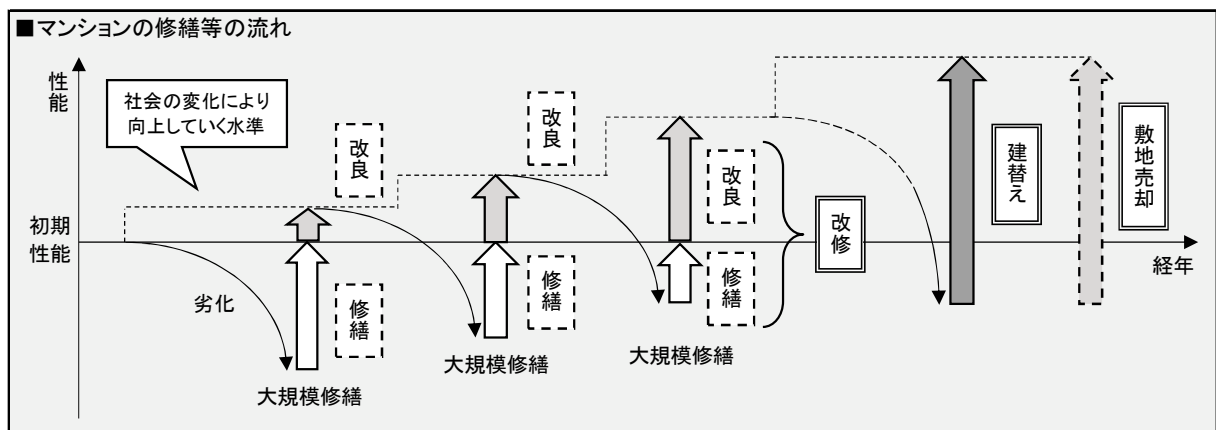 ■マンションの修繕等の流れ
性能
社会の変化により
向上していく水準
初期
性能
劣化
改良
修繕
大規模修繕
改良
修繕
大規模修繕
改良
修繕
大規模修繕
改修
建替え
敷地売却
経年